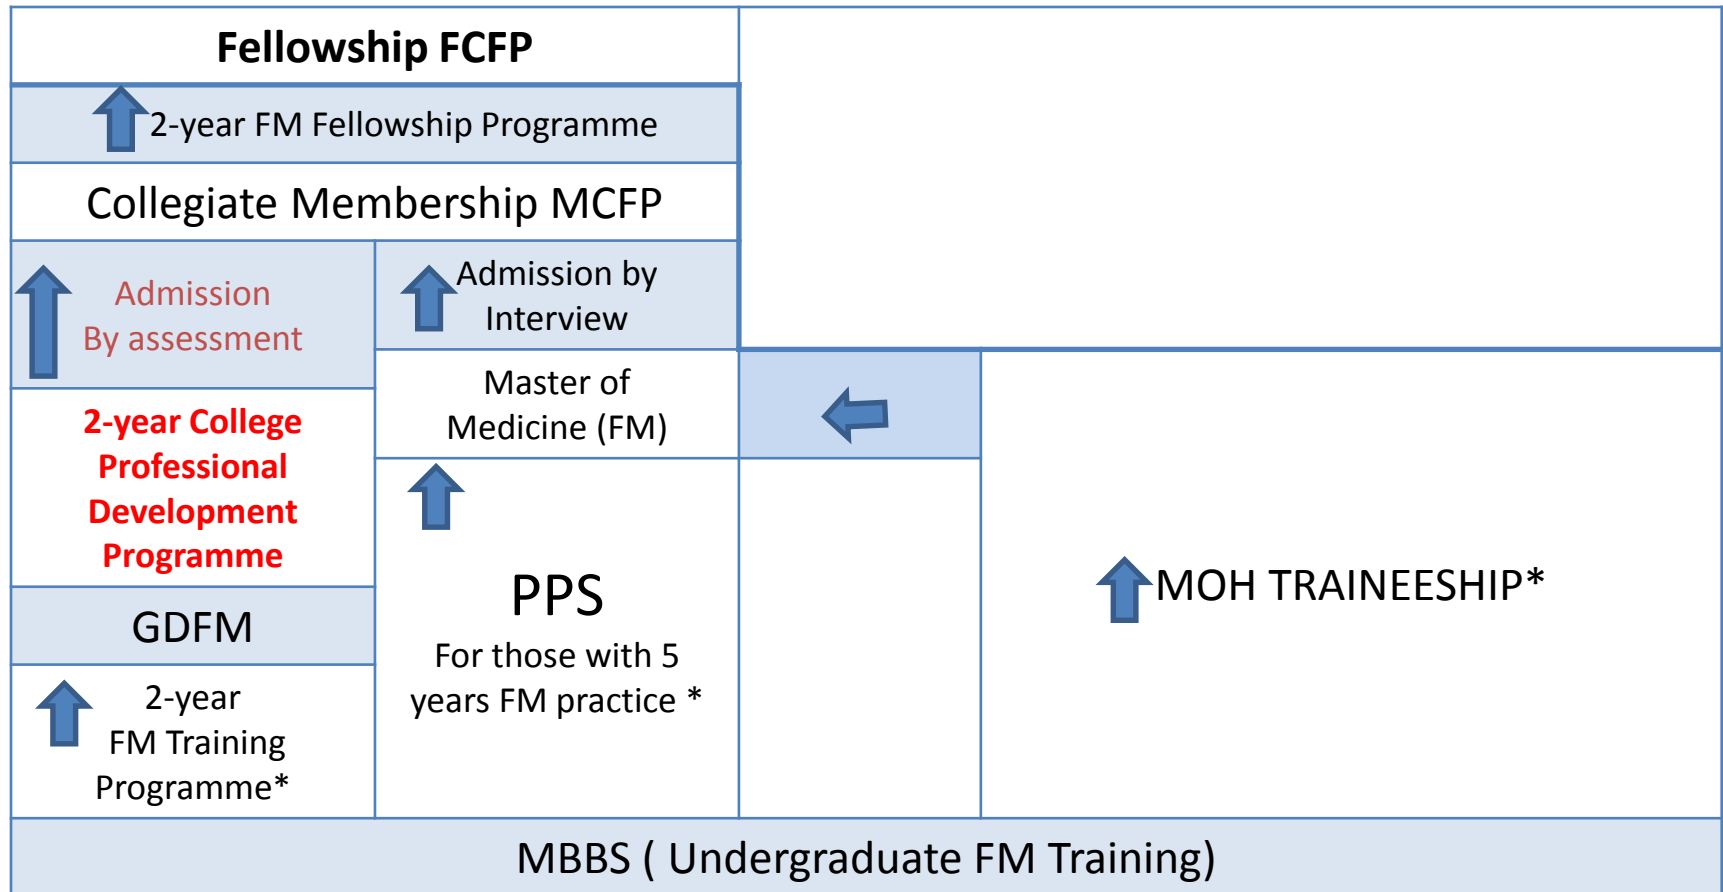 Fellowship FCFP
2-year FM Fellowship Programme
Collegiate Membership MCFP
Admission
By assessment
Admission by
Interview
Master of
Medicine (FM)
2-year College
Professional
Development
Programme
PPS
For those with 5
years FM practice *
MOH TRAINEESHIP*
GDFM
2-year
FM Training
Programme*
MBBS ( Undergraduate FM Training)